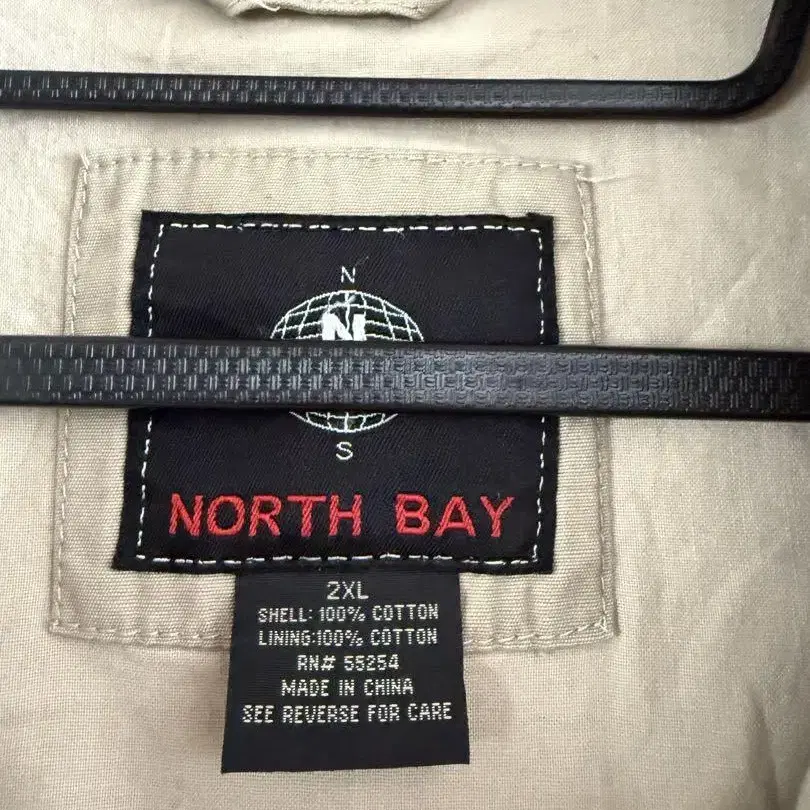 N
N
S
NORTH BAY
2XL
SHELL: 100% COTTON
LINING:100% COTTON
RN# 55254
MADE IN CHINA
SEE REVERSE FOR CARE